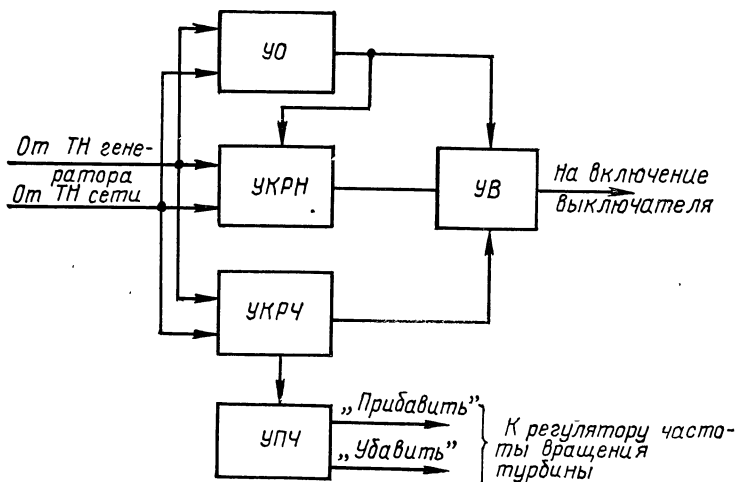 УО
От ТН гене-
ратора
От ТН сети
УКРН
УВ
На включение
выключателя
УКРЧ
УПЧ
„Прибавить”
„Убавить”
К регулятору часто-
ты вращения
турбины